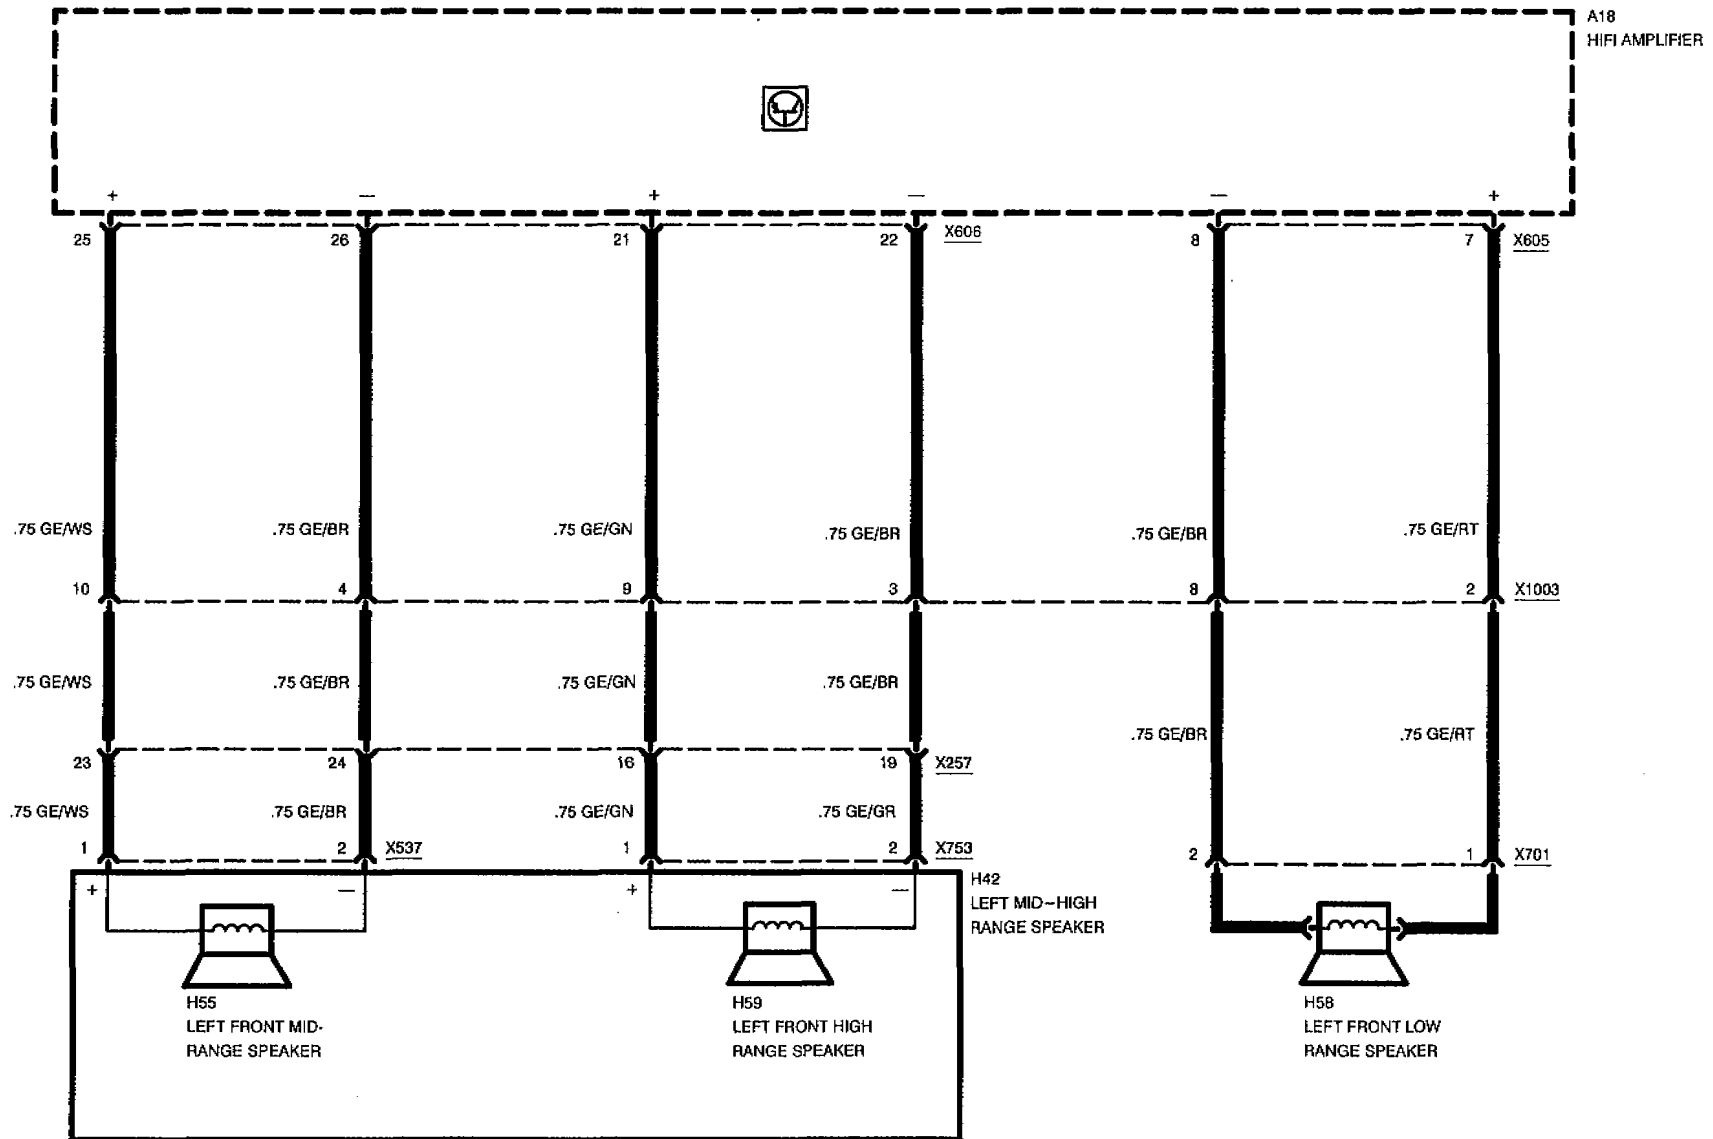 A18
HIFI AMPLIFIER
+ — + — — +
25 26 21 22 X606 8 7 X605
.75 GE/WS .75 GE/BR .75 GE/GN .75 GE/BR .75 GE/BR .75 GE/RT
10 4 9 3 8 2 X1003
.75 GE/WS .75 GE/BR .75 GE/GN .75 GE/BR
.75 GE/BR .75 GE/RT
23 24 16 19 X257
.75 GE/WS .75 GE/BR .75 GE/GN .75 GE/GR
1 2 X537 1 2 X753 2 1 X701
+ — + —
H42
LEFT MID-HIGH
RANGE SPEAKER
H55
LEFT FRONT MID-
RANGE SPEAKER
H59
LEFT FRONT HIGH
RANGE SPEAKER
H58
LEFT FRONT LOW
RANGE SPEAKER